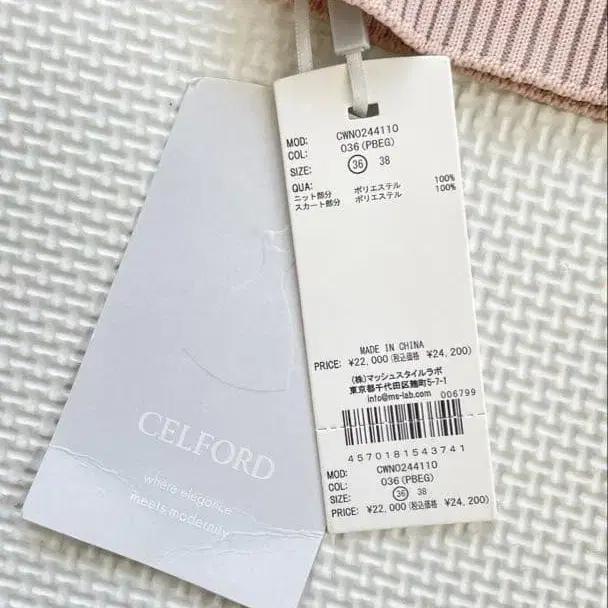 CELFORD
where elegance
meets modernity
MOD: CWNO244110
COL: 036(PBEG)
SIZE: 36 38
QUA:
ニット部分 ポリエステル 100%
スカート部分 ポリエステル 100%
MADE IN CHINA
PRICE: ¥22,000(税込価格 ¥24,200)
(株)マッシュスタイルラボ
東京都千代田区麹町5-7-1
info@ms-lab.com 006799
4570181543741
MOD: CWNO244110
COL: 036(PBEG)
SIZE: 36 38
PRICE: ¥22,000(税込価格 ¥24,200)